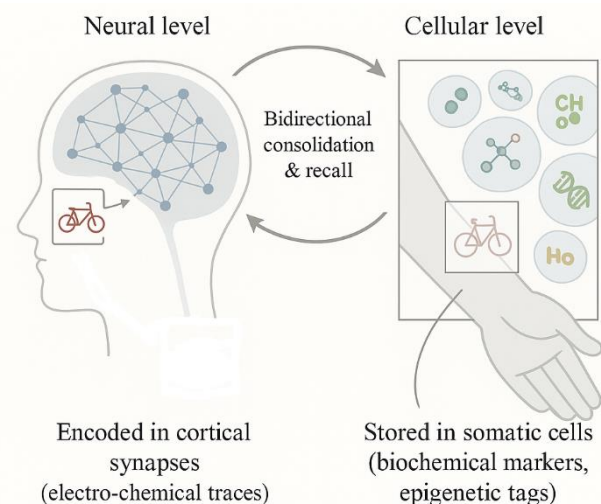 Neural level
Cellular level
Bidirectional
consolidation
& recall
CH
Ho
Encoded in cortical
synapses
(electro-chemical traces)
Stored in somatic cells
(biochemical markers,
epigenetic tags)